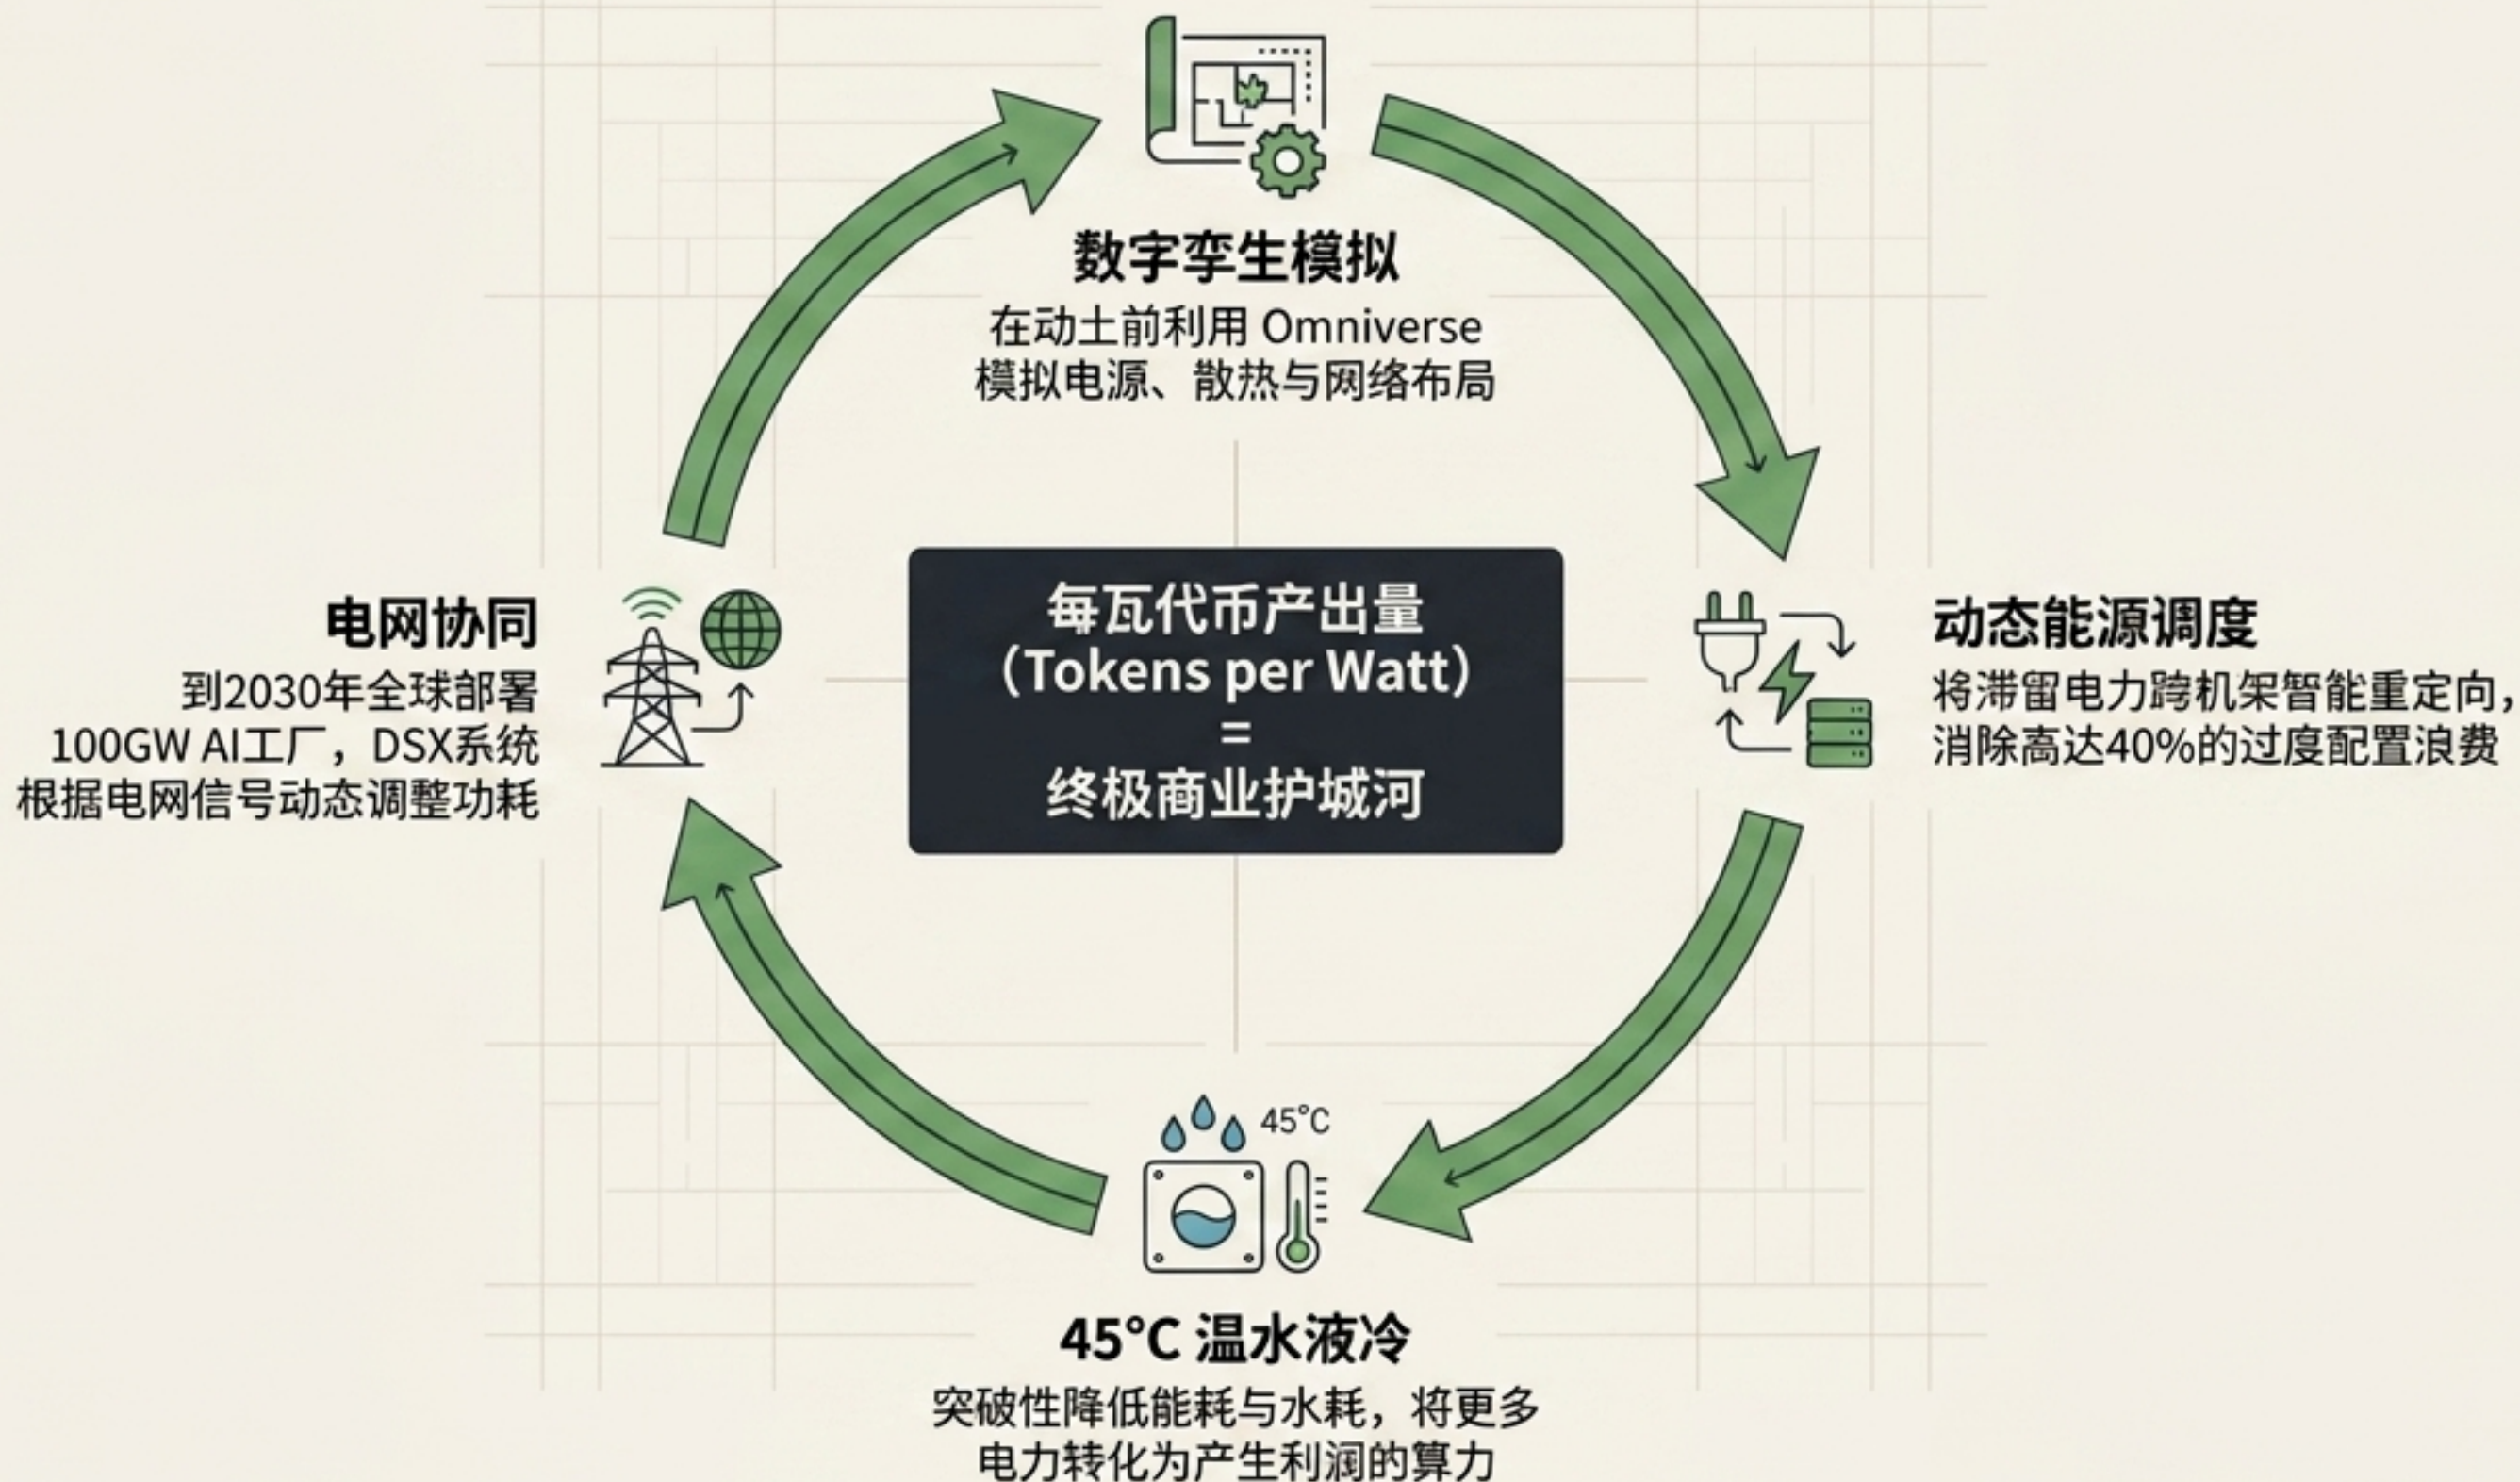 数字孪生模拟
在动土前利用 Omniverse
模拟电源、散热与网络布局
电网协同
到2030年全球部署
100GW AI工厂，DSX系统
根据电网信号动态调整功耗
每瓦代币产出量
（Tokens per Watt）
=
终极商业护城河
动态能源调度
将滞留电力跨机架智能重定向，
消除高达40%的过度配置浪费
45°C
45°C 温水液冷
突破性降低能耗与水耗，将更多
电力转化为产生利润的算力